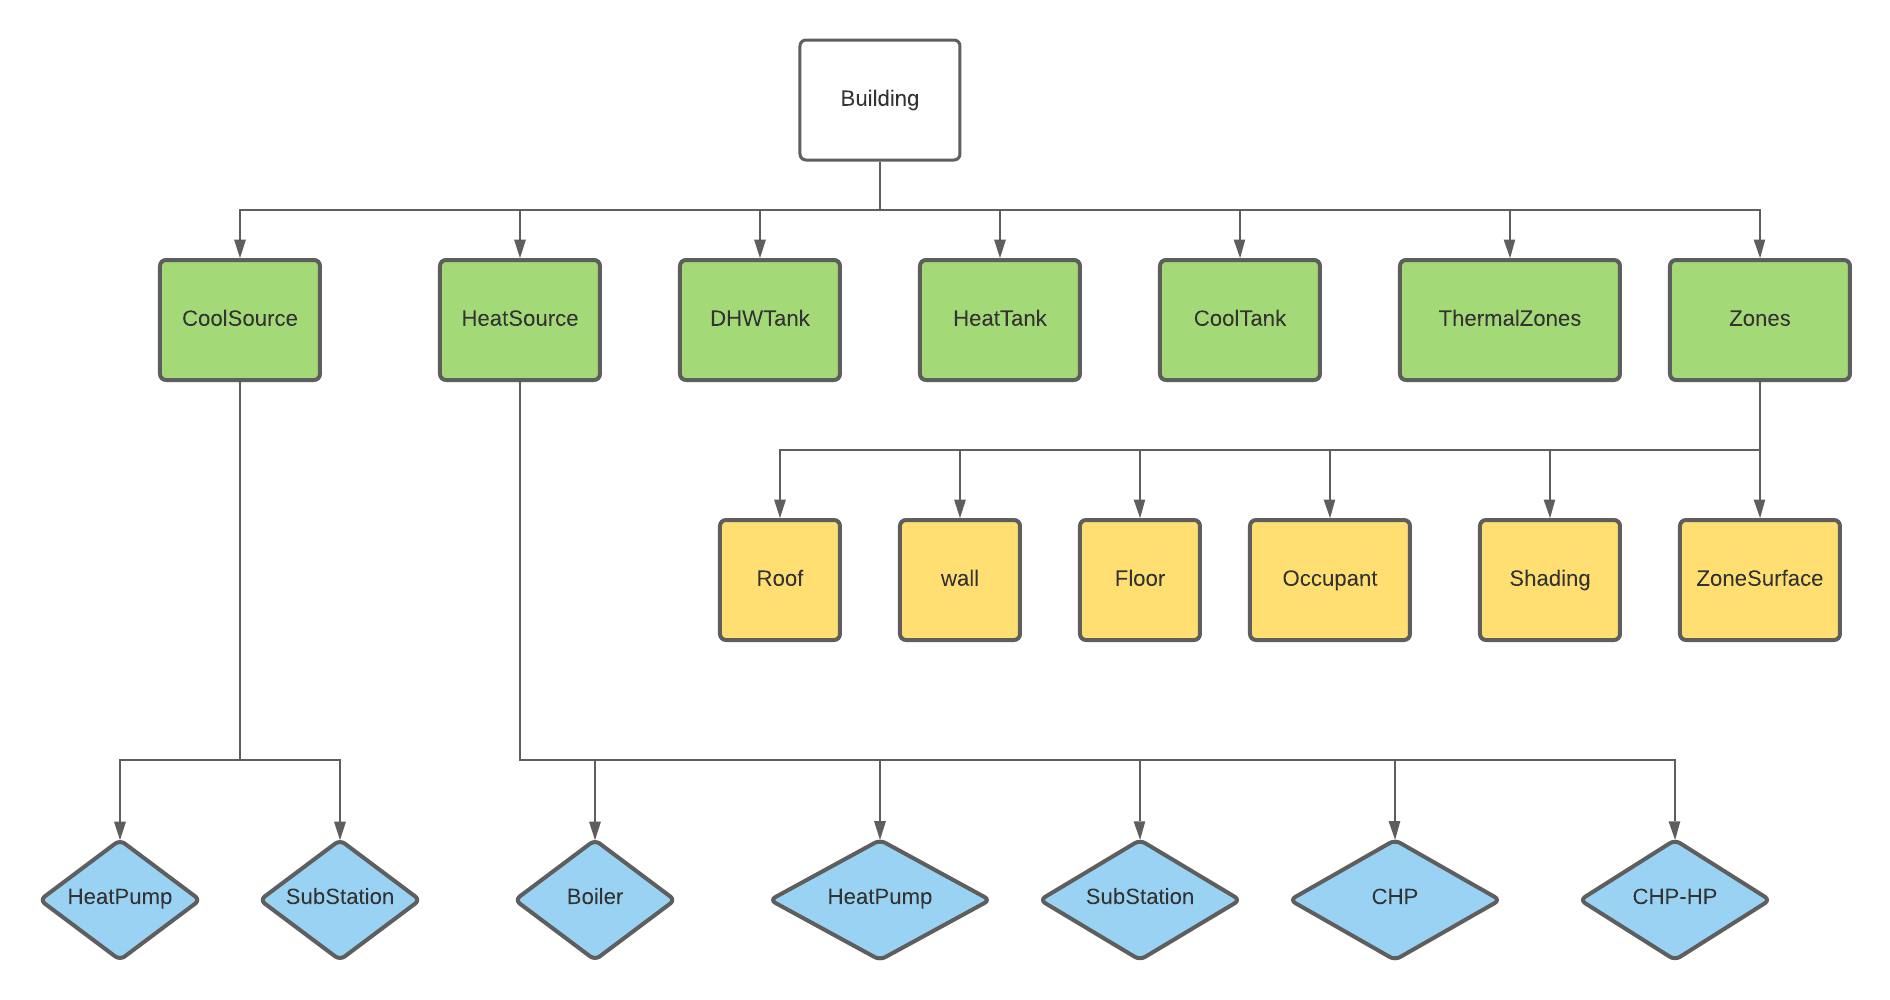 Building
CoolSource
HeatSource
DHWTank
HeatTank
CoolTank
ThermalZones
Zones
Roof
wall
Floor
Occupant
Shading
ZoneSurface
HeatPump
SubStation
Boiler
HeatPump
SubStation
CHP
CHP-HP